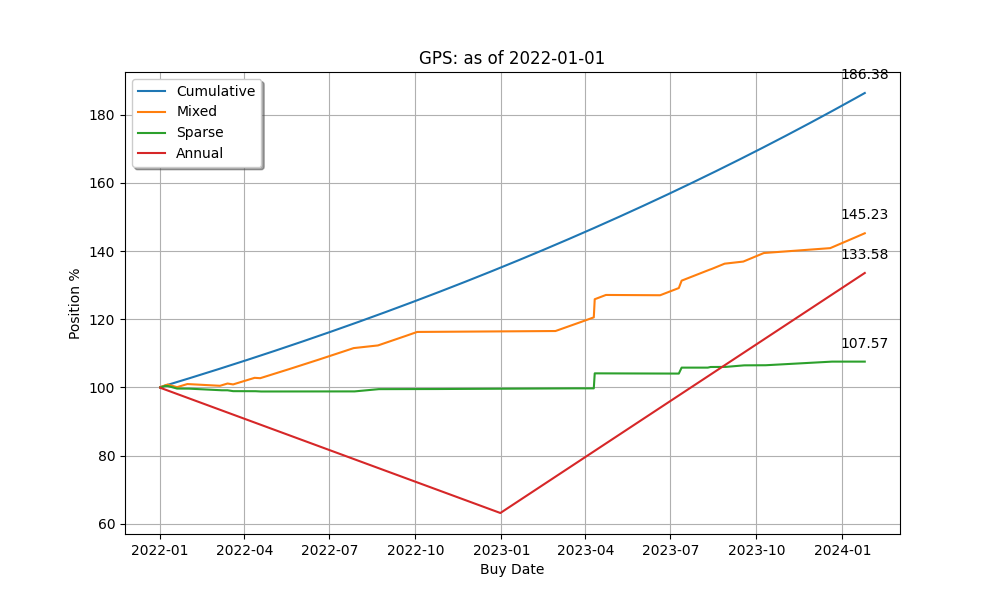 GPS: as of 2022-01-01
Cumulative
Mixed
Sparse
Annual
186.38
145.23
133.58
107.57
180
160
140
120
100
80
60
Position %
2022-01 2022-04 2022-07 2022-10 2023-01 2023-04 2023-07 2023-10 2024-01
Buy Date